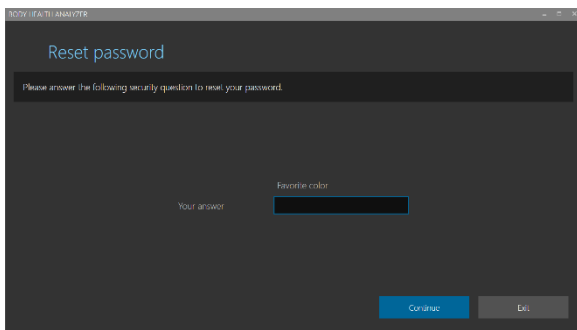 BODY HEALTH ANALYZER
Reset password
Please answer the following security question to reset your password.
Favorite color
Your answer
Continue
Exit